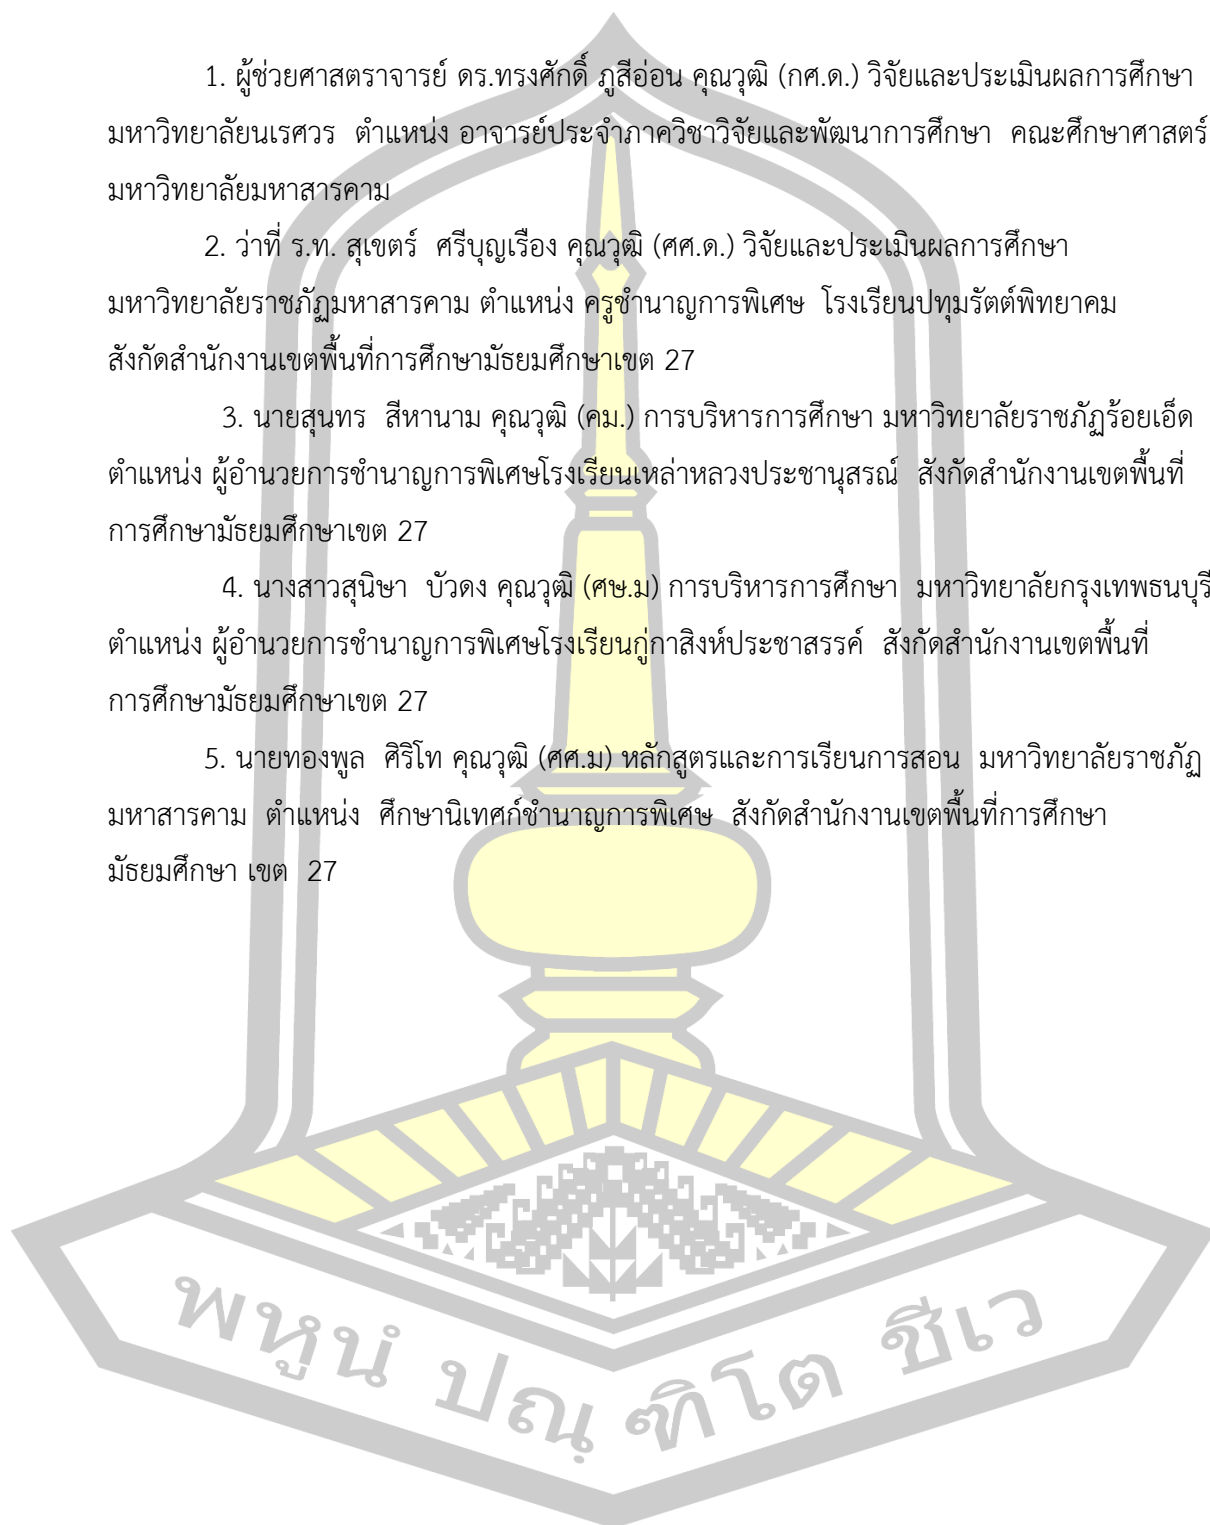 1. ผู้ช่วยศาสตราจารย์ ดร.ทรงศักดิ์ ภูสีอ่อน คุณวุฒิ (กศ.ด.) วิจัยและประเมินผลการศึกษา
มหาวิทยาลัยนเรศวร ตำแหน่ง อาจารย์ประจำภาควิชาวิจัยและพัฒนาการศึกษา คณะศึกษาศาสตร์
มหาวิทยาลัยมหาสารคาม
2. ว่าที่ ร.ท. สุเขตร์ ศรีบุญเรือง คุณวุฒิ (ศศ.ด.) วิจัยและประเมินผลการศึกษา
มหาวิทยาลัยราชภัฏมหาสารคาม ตำแหน่ง ครูชำนาญการพิเศษ โรงเรียนปทุมรัตต์พิทยาคม
สังกัดสำนักงานเขตพื้นที่การศึกษามัธยมศึกษาเขต 27
3. นายสุนทร สีหานาม คุณวุฒิ (คม.) การบริหารการศึกษา มหาวิทยาลัยราชภัฏร้อยเอ็ด
ตำแหน่ง ผู้อำนวยการชำนาญการพิเศษโรงเรียนเหล่าหลวงประชานุสรณ์ สังกัดสำนักงานเขตพื้นที่
การศึกษามัธยมศึกษาเขต 27
4. นางสาวสุนิษา บัวดง คุณวุฒิ (ศษ.ม) การบริหารการศึกษา มหาวิทยาลัยกรุงเทพธนบุรี
ตำแหน่ง ผู้อำนวยการชำนาญการพิเศษโรงเรียนกู่กาสิงห์ประชาสรรค์ สังกัดสำนักงานเขตพื้นที่
การศึกษามัธยมศึกษาเขต 27
5. นายทองพูล ศิริโท คุณวุฒิ (ศศ.ม) หลักสูตรและการเรียนการสอน มหาวิทยาลัยราชภัฏ
มหาสารคาม ตำแหน่ง ศึกษานิเทศก์ชำนาญการพิเศษ สังกัดสำนักงานเขตพื้นที่การศึกษา
มัธยมศึกษา เขต 27
พหูนํ ปณฺฑิโต ชีเว